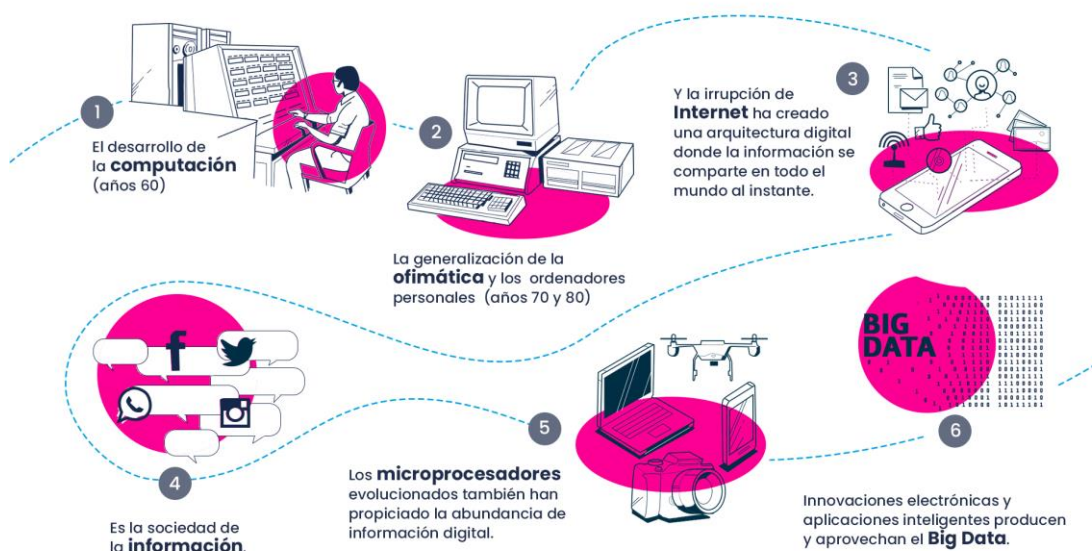 1
El desarrollo de
la computación
(años 60)
2
La generalización de la
ofimática y los ordenadores
personales (años 70 y 80)
3
Y la irrupción de
Internet ha creado
una arquitectura digital
donde la información se
comparte en todo el
mundo al instante.
4
Es la sociedad de
la información.
5
Los microprocesadores
evolucionados también han
propiciado la abundancia de
información digital.
BIG
DATA
6
Innovaciones electrónicas y
aplicaciones inteligentes producen
y aprovechan el Big Data.